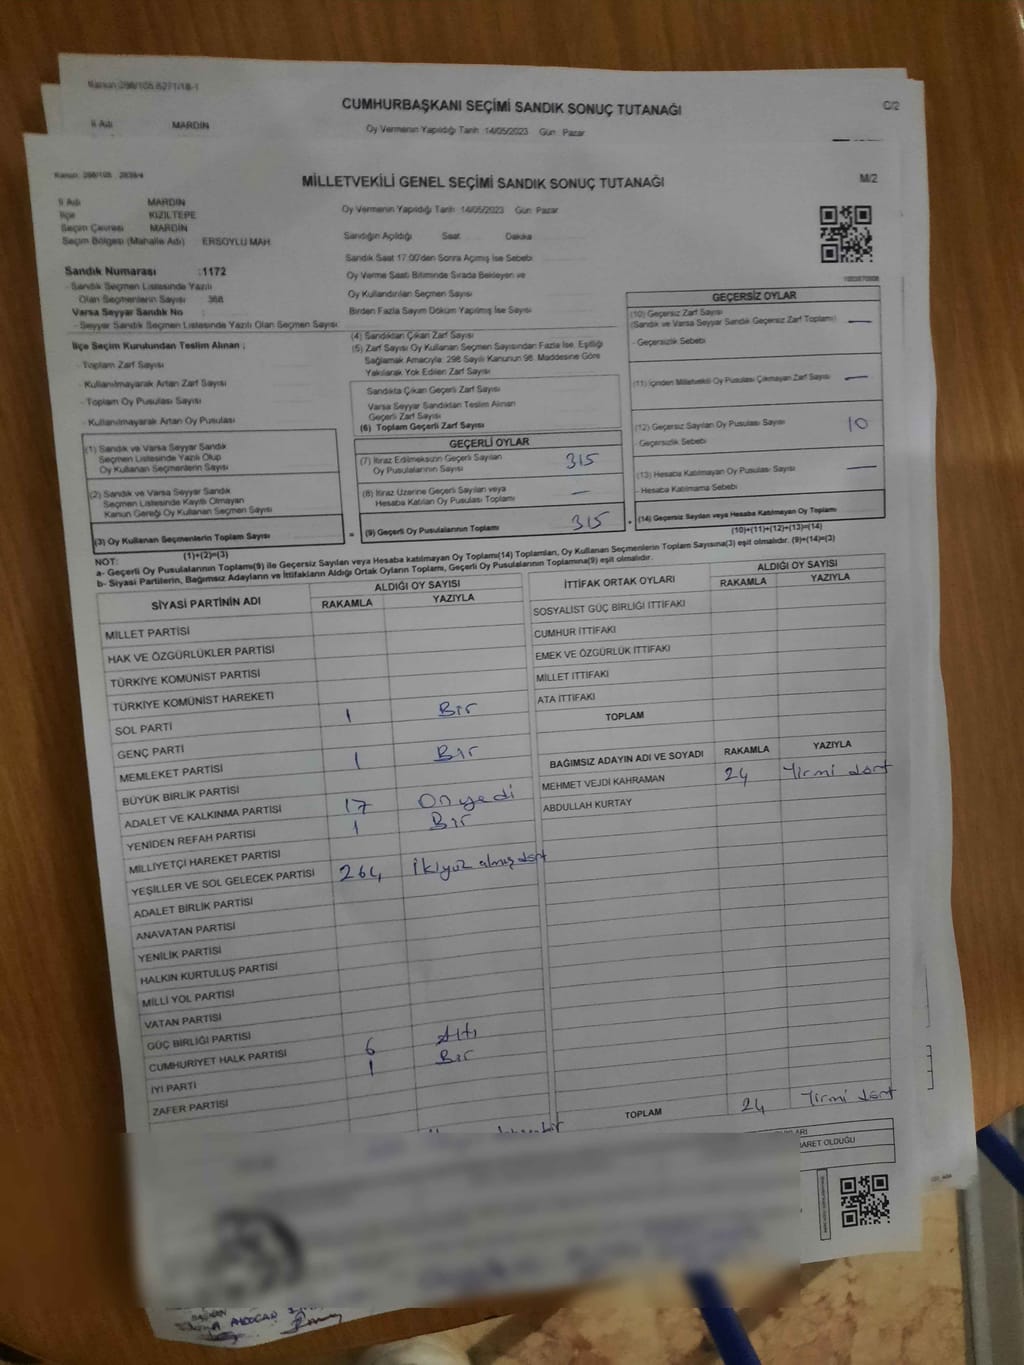 Kanun:298/105.6271/18-1
CUMHURBAŞKANI SEÇİMİ SANDIK SONUÇ TUTANAĞI
C/2
İl Adı MARDİN
Oy Vermenin Yapıldığı Tarih :14/05/2023 Gün: Pazar
MİLLETVEKİLİ GENEL SEÇİMİ SANDIK SONUÇ TUTANAĞI
M/2
İl Adı MARDİN
İlçe KIZILTEPE
Seçim Çevresi MARDİN
Seçim Bölgesi (Mahalle Adı) ERSOYLU MAH.
Oy Vermenin Yapıldığı Tarih :14/05/2023 Gün: Pazar
Sandığın Açıldığı Saat Dakika
Sandık Saat 17.00'den Sonra Açımış İse Sebebi
Oy Verme Saati Bitiminde Sırada Bekleyen ve
Oy Kullandırılan Seçmen Sayısı
Birden Fazla Sayım Döküm Yapılmış İse Sayısı
Sandık Numarası :1172
- Sandık Seçmen Listesinde Yazılı
Olan Seçmenlerin Sayısı : 368
Varsa Seyyar Sandık No :
- Seyyar Sandık Seçmen Listesinde Yazılı Olan Seçmen Sayısı
İlçe Seçim Kurulundan Teslim Alınan ;
- Toplam Zarf Sayısı
- Kullanılmayarak Artan Zarf Sayısı
- Toplam Oy Pusulası Sayısı
- Kullanılmayarak Artan Oy Pusulası
(1) Sandık ve Varsa Seyyar Sandık
Seçmen Listesinde Yazılı Olup
Oy Kullanan Seçmenlerin Sayısı
(2) Sandık ve Varsa Seyyar Sandık
Seçmen Listesinde Kayıtlı Olmayan
Kanun Gereği Oy Kullanan Seçmen Sayısı
(3) Oy Kullanan Seçmenlerin Toplam Sayısı
(1)+(2)=(3)
(4) Sandıktan Çıkan Zarf Sayısı
(5) Zarf Sayısı Oy Kullanan Seçmen Sayısından Fazla İse, Eşitliği
Sağlamak Amacıyla; 298 Sayılı Kanunun 98. Maddesine Göre
Yakılarak Yok Edilen Zarf Sayısı
Sandıkta Çıkan Geçerli Zarf Sayısı
Varsa Seyyar Sandıktan Teslim Alınan
Geçerli Zarf Sayısı
(6) Toplam Geçerli Zarf Sayısı
GEÇERLİ OYLAR
(7) İtiraz Edilmeksizin Geçerli Sayılan
Oy Pusulalarının Sayısı 315
(8) İtiraz Üzerine Geçerli Sayılan veya
Hesaba Katılan Oy Pusulası Toplamı —
= (9) Geçerli Oy Pusulalarının Toplamı 315 +
GEÇERSİZ OYLAR
(10) Geçersiz Zarf Sayısı
(Sandık ve Varsa Seyyar Sandık Geçersiz Zarf Toplamı) —
- Geçersizlik Sebebi
(11) İçinden Milletvekili Oy Pusulası Çıkmayan Zarf Sayısı —
(12) Geçersiz Sayılan Oy Pusulası Sayısı 10
- Geçersizlik Sebebi
(13) Hesaba Katılmayan Oy Pusulası Sayısı —
- Hesaba Katılmama Sebebi
(14) Geçersiz Sayılan veya Hesaba Katılmayan Oy Toplamı
(10)+(11)+(12)+(13)=(14)
NOT:
a- Geçerli Oy Pusulalarının Toplamı(9) ile Geçersiz Sayılan veya Hesaba katılmayan Oy Toplamı(14) Toplamları, Oy Kullanan Seçmenlerin Toplam Sayısına(3) eşit olmalıdır. (9)+(14)=(3)
b- Siyasi Partilerin, Bağımsız Adayların ve İttifakların Aldığı Ortak Oyların Toplamı, Geçerli Oy Pusulalarının Toplamına(9) eşit olmalıdır.
SİYASİ PARTİNİN ADI
ALDIĞI OY SAYISI
RAKAMLA YAZIYLA
MİLLET PARTİSİ
HAK VE ÖZGÜRLÜKLER PARTİSİ
TÜRKİYE KOMÜNİST PARTİSİ
TÜRKİYE KOMÜNİST HAREKETİ
SOL PARTİ 1 Bir
GENÇ PARTİ
MEMLEKET PARTİSİ 1 Bir
BÜYÜK BİRLİK PARTİSİ
ADALET VE KALKINMA PARTİSİ 17 Onyedi
YENİDEN REFAH PARTİSİ 1 Bir
MİLLİYETÇİ HAREKET PARTİSİ
YEŞİLLER VE SOL GELECEK PARTİSİ 264 İkiyüz almış dört
ADALET BİRLİK PARTİSİ
ANAVATAN PARTİSİ
YENİLİK PARTİSİ
HALKIN KURTULUŞ PARTİSİ
MİLLİ YOL PARTİSİ
VATAN PARTİSİ
GÜÇ BİRLİĞİ PARTİSİ
CUMHURİYET HALK PARTİSİ 6 Altı
İYİ PARTİ 1 Bir
ZAFER PARTİSİ
İTTİFAK ORTAK OYLARI
ALDIĞI OY SAYISI
RAKAMLA YAZIYLA
SOSYALİST GÜÇ BİRLİĞİ İTTİFAKI
CUMHUR İTTİFAKI
EMEK VE ÖZGÜRLÜK İTTİFAKI
MİLLET İTTİFAKI
ATA İTTİFAKI
TOPLAM
BAĞIMSIZ ADAYIN ADI VE SOYADI RAKAMLA YAZIYLA
MEHMET VEJDİ KAHRAMAN 24 Yirmi dört
ABDULLAH KURTAY
TOPLAM 24 Yirmi dört
ARET OLDUĞU